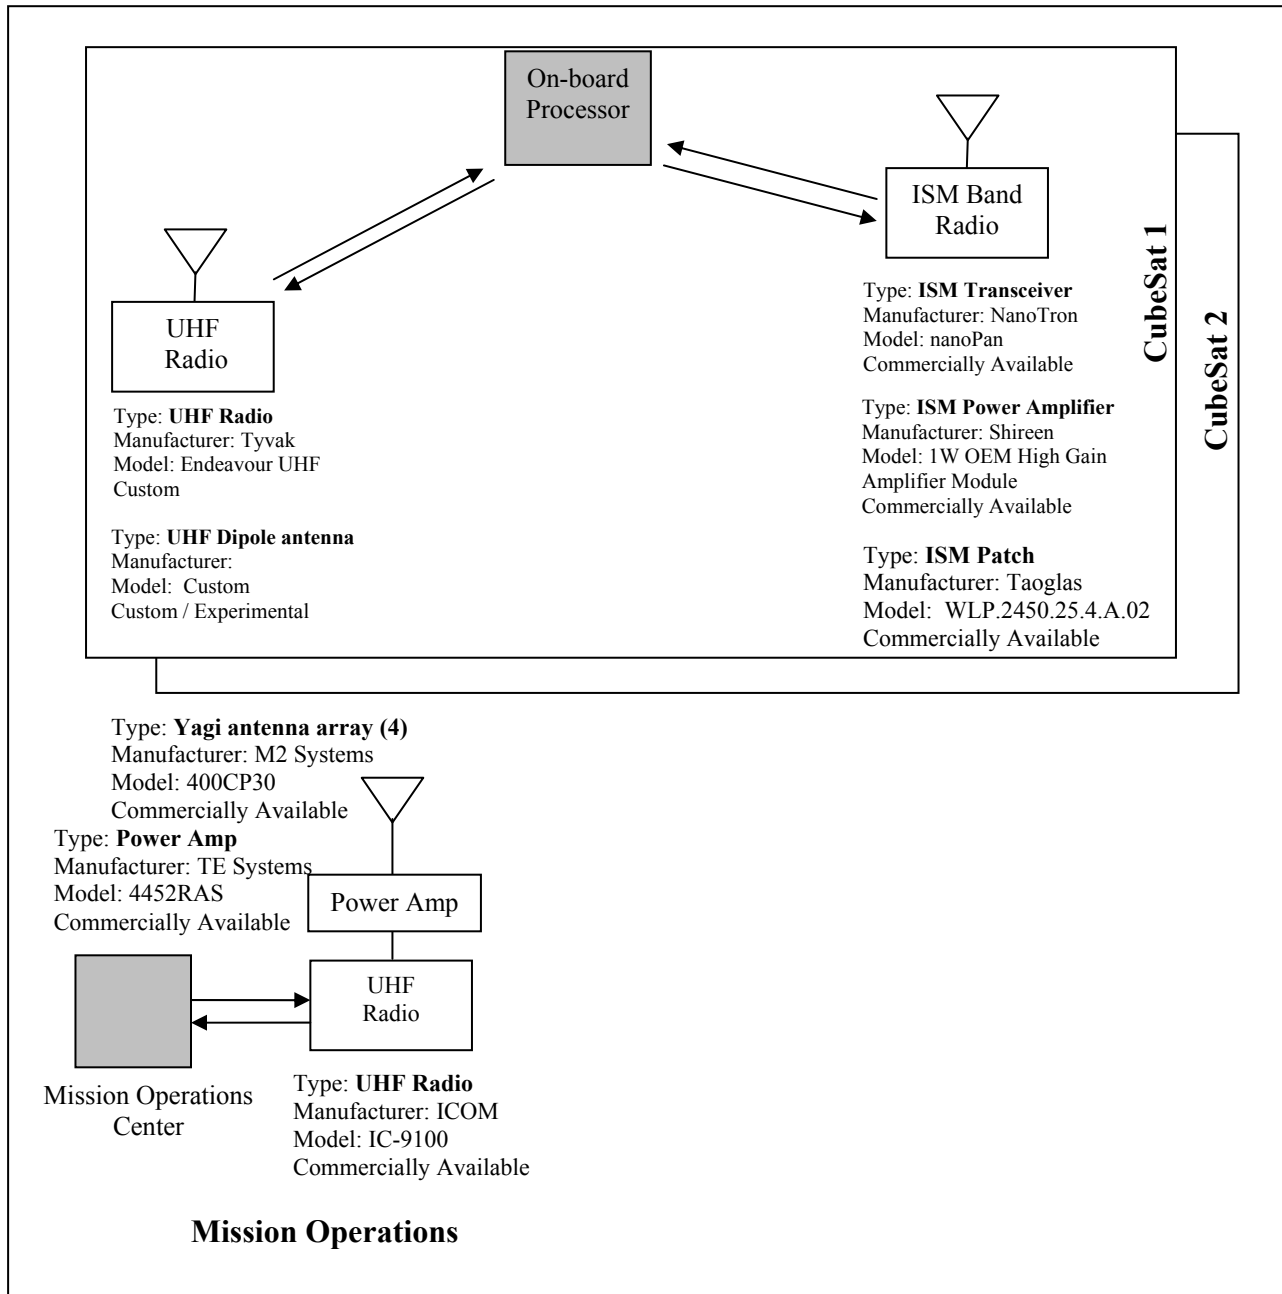 On-board
Processor
ISM Band
Radio
UHF
Radio
Type: ISM Transceiver
Manufacturer: NanoTron
Model: nanoPan
Commercially Available
Type: ISM Power Amplifier
Manufacturer: Shireen
Model: 1W OEM High Gain
Amplifier Module
Commercially Available
Type: ISM Patch
Manufacturer: Taoglas
Model: WLP.2450.25.4.A.02
Commercially Available
CubeSat 1
CubeSat 2
Type: UHF Radio
Manufacturer: Tyvak
Model: Endeavour UHF
Custom
Type: UHF Dipole antenna
Manufacturer:
Model: Custom
Custom / Experimental
Type: Yagi antenna array (4)
Manufacturer: M2 Systems
Model: 400CP30
Commercially Available
Type: Power Amp
Manufacturer: TE Systems
Model: 4452RAS
Commercially Available
Power Amp
UHF
Radio
Mission Operations
Center
Type: UHF Radio
Manufacturer: ICOM
Model: IC-9100
Commercially Available
Mission Operations